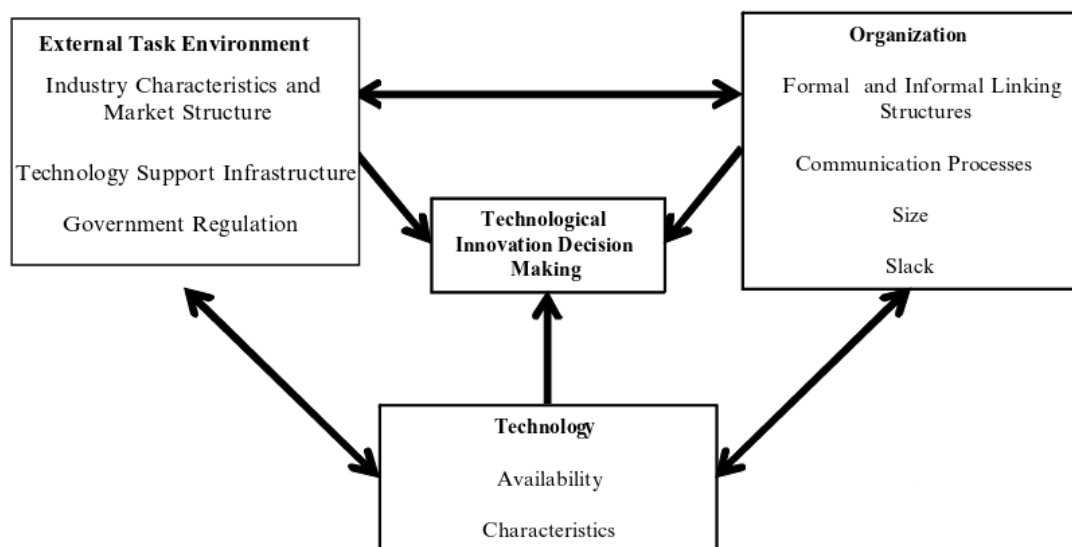 External Task Environment
Industry Characteristics and
Market Structure
Technology Support Infrastructure
Government Regulation
Organization
Formal and Informal Linking
Structures
Communication Processes
Size
Slack
Technological
Innovation Decision
Making
Technology
Availability
Characteristics